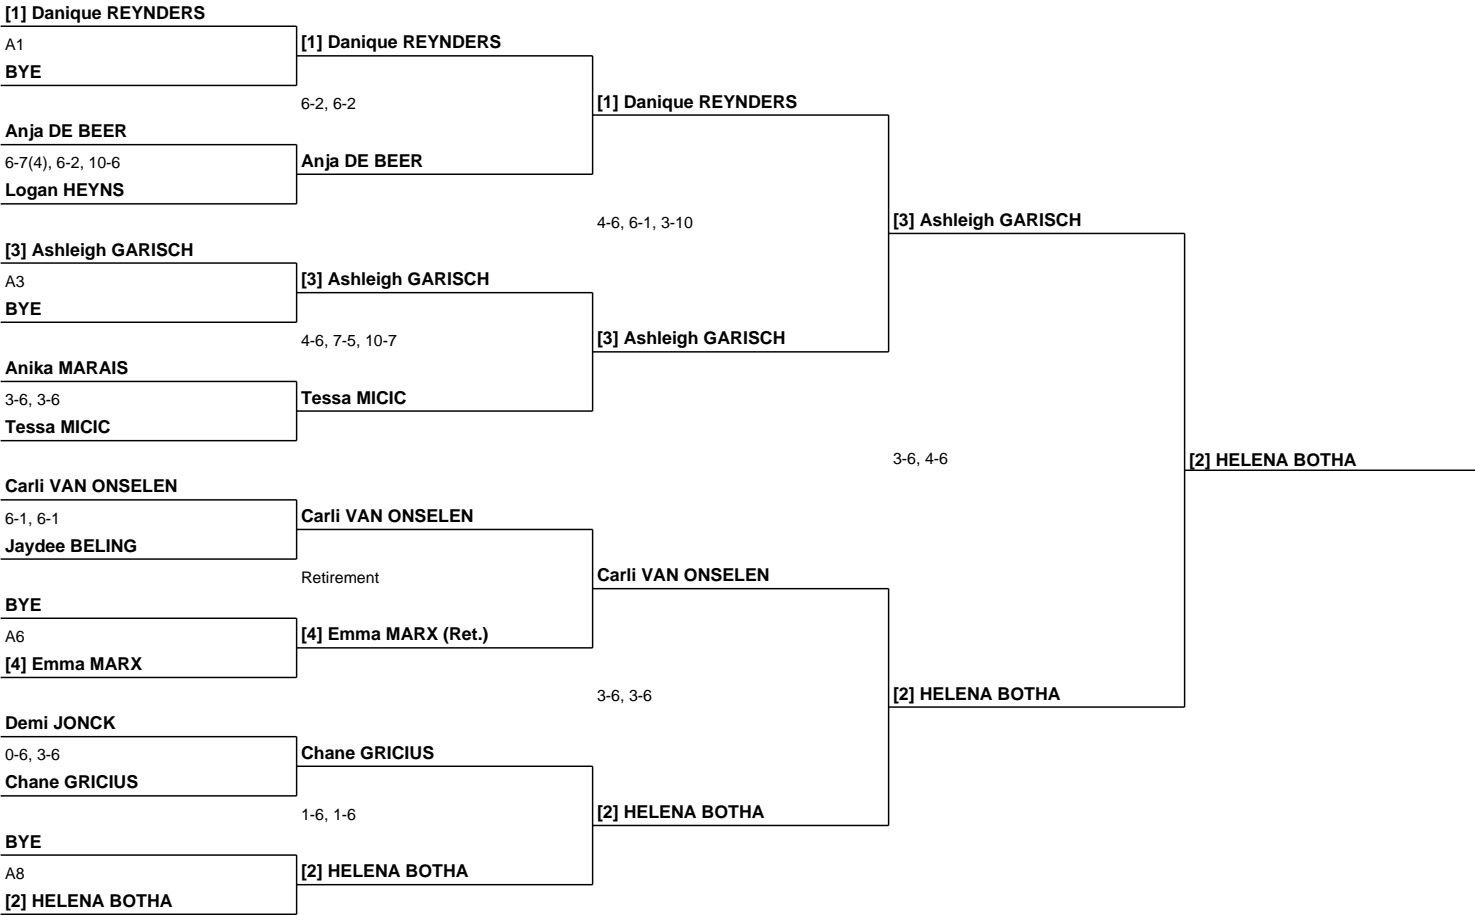 [1] Danique REYNDERS
A1
BYE
Anja DE BEER
6-7(4), 6-2, 10-6
Logan HEYNS
[3] Ashleigh GARISCH
A3
BYE
Anika MARAIS
3-6, 3-6
Tessa MICIC
Carli VAN ONSELEN
6-1, 6-1
Jaydee BELING
BYE
A6
[4] Emma MARX
Demi JONCK
0-6, 3-6
Chane GRICIUS
BYE
A8
[2] HELENA BOTHA
[1] Danique REYNDERS
6-2, 6-2
Anja DE BEER
[3] Ashleigh GARISCH
4-6, 7-5, 10-7
Tessa MICIC
Carli VAN ONSELEN
Retirement
[4] Emma MARX (Ret.)
Chane GRICIUS
1-6, 1-6
[2] HELENA BOTHA
[1] Danique REYNDERS
4-6, 6-1, 3-10
[3] Ashleigh GARISCH
Carli VAN ONSELEN
3-6, 3-6
[2] HELENA BOTHA
[3] Ashleigh GARISCH
3-6, 4-6
[2] HELENA BOTHA
[2] HELENA BOTHA